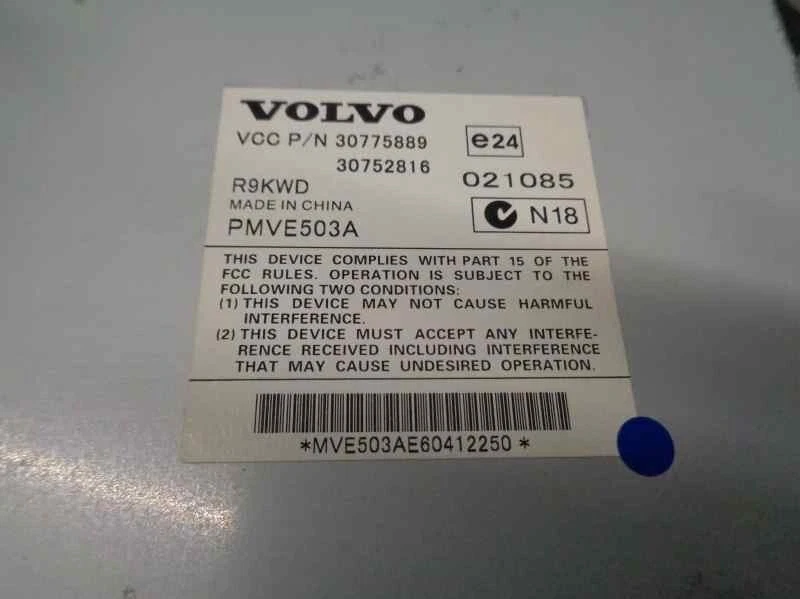 VOLVO
VCC P/N 30775889 e24
30752816
R9KWD 021085
MADE IN CHINA
PMVE503A N18
THIS DEVICE COMPLIES WITH PART 15 OF THE
FCC RULES. OPERATION IS SUBJECT TO THE
FOLLOWING TWO CONDITIONS:
(1) THIS DEVICE MAY NOT CAUSE HARMFUL
INTERFERENCE.
(2) THIS DEVICE MUST ACCEPT ANY INTERFE-
RENCE RECEIVED INCLUDING INTERFERENCE
THAT MAY CAUSE UNDESIRED OPERATION.
*MVE503AE60412250*